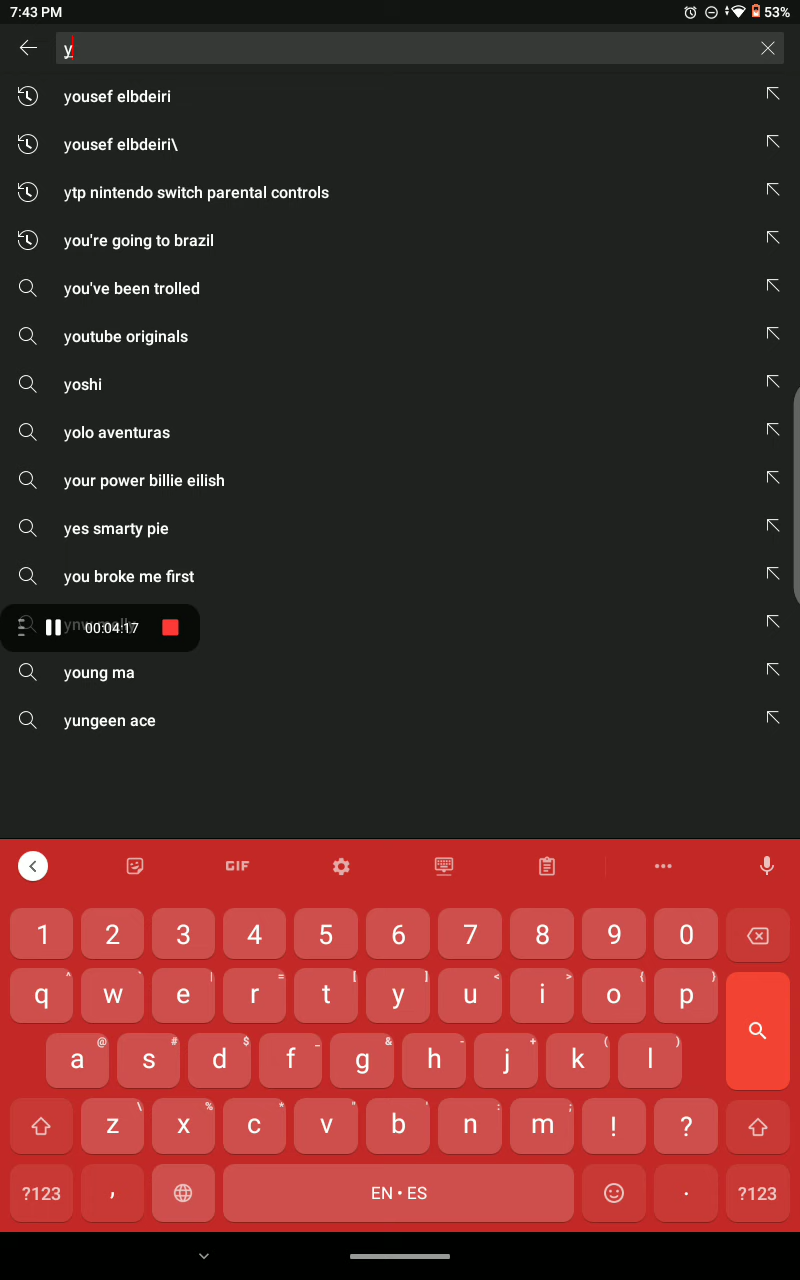 7:43 PM
53%
y
yousef elbdeiri
yousef elbdeiri\
ytp nintendo switch parental controls
you're going to brazil
you've been trolled
youtube originals
yoshi
yolo aventuras
your power billie eilish
yes smarty pie
you broke me first
ynw melly
00:04:17
young ma
yungeen ace
GIF
1 2 3 4 5 6 7 8 9 0
^ ` | = [ ] < > { }
q w e r t y u i o p
@ # $ _ & - + ( )
a s d f g h j k l
\ % * " ' : ;
z x c v b n m ! ?
?123 , EN • ES . ?123